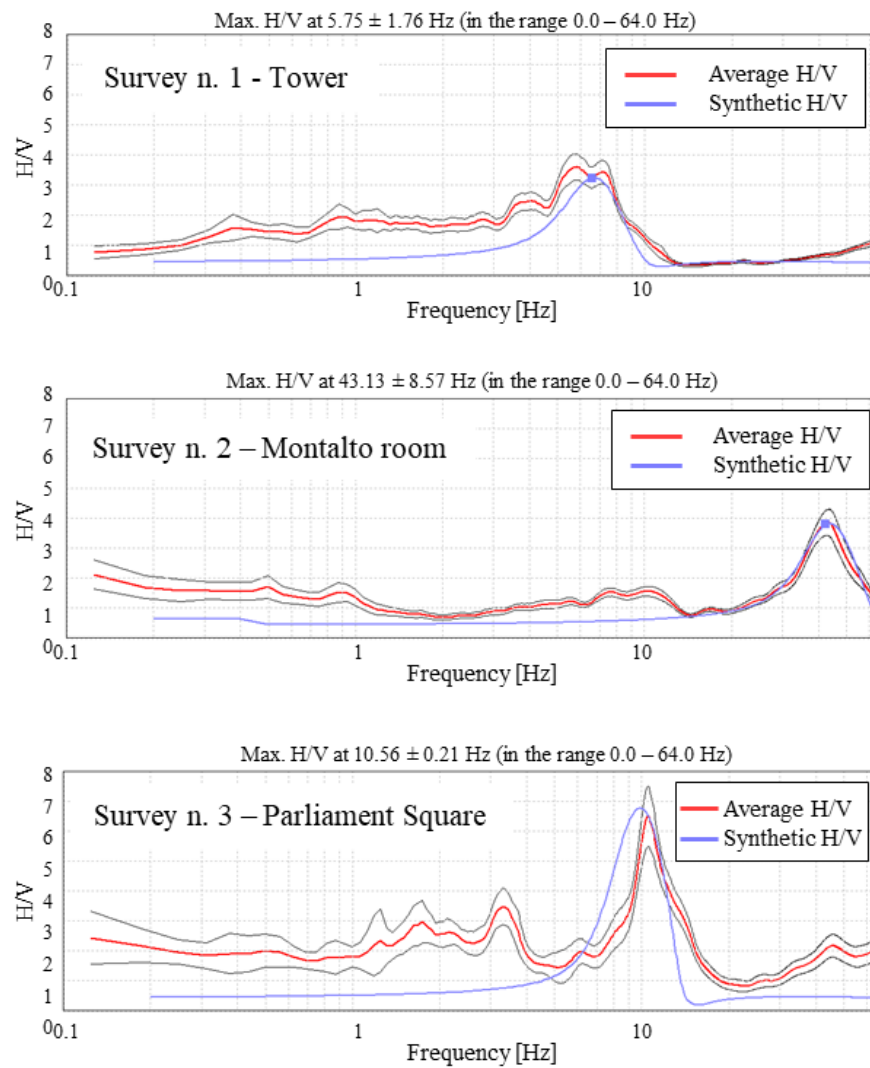 Max. H/V at 5.75 ± 1.76 Hz (in the range 0.0 – 64.0 Hz)
8
7
6
5
4
3
2
1
0
H/V
Survey n. 1 - Tower
Average H/V
Synthetic H/V
0.1
1
10
Frequency [Hz]
Max. H/V at 43.13 ± 8.57 Hz (in the range 0.0 – 64.0 Hz)
8
7
6
5
4
3
2
1
0
H/V
Survey n. 2 – Montalto room
Average H/V
Synthetic H/V
0.1
1
10
Frequency [Hz]
Max. H/V at 10.56 ± 0.21 Hz (in the range 0.0 – 64.0 Hz)
8
7
6
5
4
3
2
1
0
H/V
Survey n. 3 – Parliament Square
Average H/V
Synthetic H/V
0.1
1
10
Frequency [Hz]